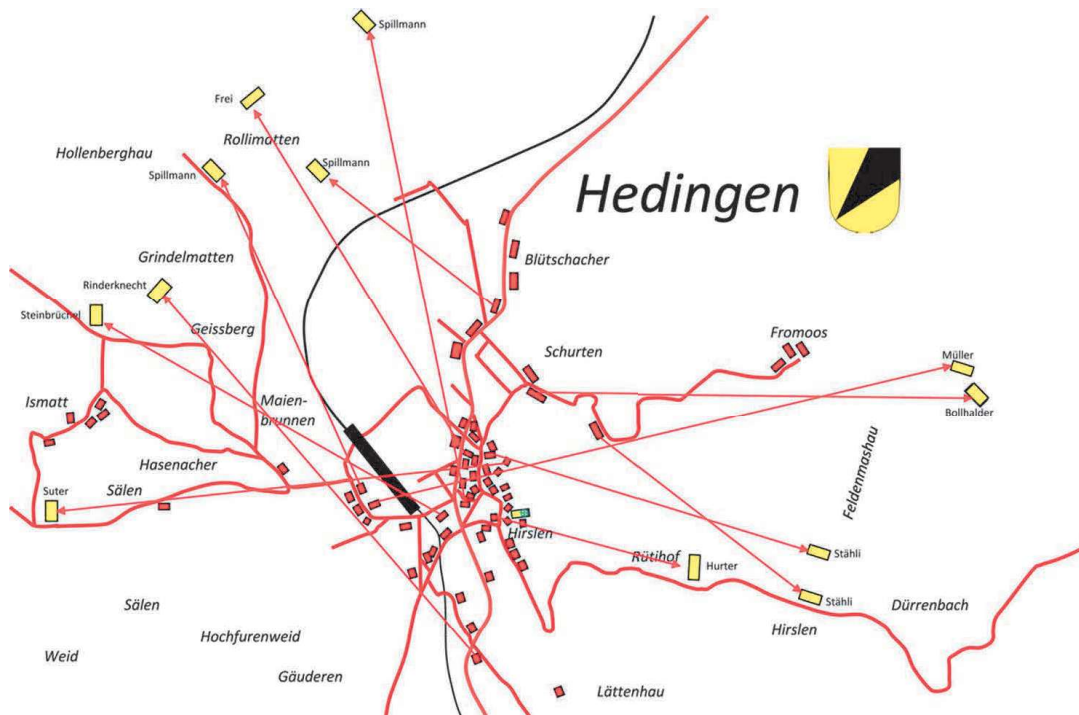 Spillmann
Frei
Rollimatten
Hollenberghau
Spillmann
Spillmann
Hedingen
Grindelmatten
Blütschacher
Rinderknecht
Steinbrüchel
Geissberg
Fromoos
Schurten
Müller
Bollhalder
Ismatt
Maien-
brunnen
Hasenacher
Sälen
Suter
Feldenmashau
Hirslen
Rütihof
Hurter
Stähli
Stähli
Sälen
Dürrenbach
Hirslen
Hochfurenweid
Weid
Gäuderen
Lättenhau